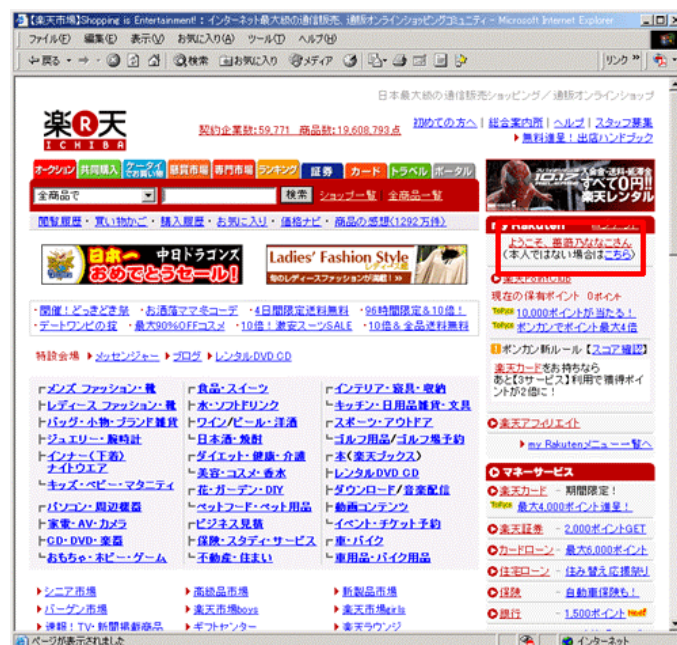 【楽天市場】Shopping is Entertainment! : インターネット最大級の通信販売、通販オンラインショッピングコミュニティ - Microsoft Internet Explorer
ファイル(F) 編集(E) 表示(V) お気に入り(A) ツール(T) ヘルプ(H)
戻る 検索 お気に入り メディア リンク
日本最大級の通信販売ショッピング／通販オンラインショップ
楽R天
ICHIBA
契約企業数:59,771 商品数:19,608,793点
初めての方へ | 総合案内所 | ヘルプ | スタッフ募集
無料進呈！出店ハンドブック
オークション 共同購入 ケータイでお買い物 懸賞市場 専門市場 ランキング 証券 カード トラベル ポータル
全商品で 検索 ショップ一覧 全商品一覧
閲覧履歴・買い物かご・購入履歴・お気に入り・価格ナビ・商品の感想(1292万件)
10.12 入会金・送料・延滞金
すべて0円!!
楽天レンタル
日本一 中日ドラゴンズ
おめでとうセール!
Ladies' Fashion Style
レディース館
旬のレディースファッションが満載!
my Rakuten
ようこそ、
(本人ではない場合はこちら)
楽天PointClub
現在の保有ポイント 0ポイント
10,000ポイントが当たる！
ポンカンでポイント最大4倍
ポンカン新ルール【スコア確認】
楽天カードをお持ちなら
あと【3サービス】利用で獲得ポイ
ントが2倍に！
楽天アフィリエイト
my Rakutenメニュー一覧へ
・開催！どっきどき祭 ・お洒落ママモコーデ ・4日間限定送料無料 ・96時間限定＆10倍！
・デートワンピの掟 ・最大90%OFFコスメ ・10倍！激安スーツSALE ・10倍＆全品送料無料
特設会場 メッセンジャー ブログ レンタルDVD,CD
メンズ ファッション・靴
レディース ファッション・靴
バッグ・小物・ブランド雑貨
ジュエリー・腕時計
インナー(下着)
ナイトウエア
キッズ・ベビー・マタニティ
パソコン・周辺機器
家電・AV・カメラ
CD・DVD・楽器
おもちゃ・ホビー・ゲーム
食品・スイーツ
水・ソフトドリンク
ワイン/ビール・洋酒
日本酒・焼酎
ダイエット・健康・介護
美容・コスメ・香水
花・ガーデン・DIY
ペットフード・ペット用品
ビジネス見積
保険・スタディ・サービス
不動産・住まい
インテリア・寝具・収納
キッチン・日用品雑貨・文具
スポーツ・アウトドア
ゴルフ用品/ゴルフ場予約
本(楽天ブックス)
レンタルDVD CD
ダウンロード/音楽配信
動画コンテンツ
イベント・チケット予約
車・バイク
車用品・バイク用品
マネーサービス
楽天カード - 期間限定！
最大4,000ポイント進呈！
楽天証券 - 2,000ポイントGET
カードローン - 最大6,000ポイント
住宅ローン - 住み替え応援祭り
保険 - 自動車保険も！
銀行 - 1,500ポイント New!
シニア市場 高級品市場 新製品市場
バーゲン市場 楽天市場boys 楽天市場girls
速報！TV・新聞掲載商品 ギフトセンター 楽天ラウンジ
ページが表示されました インターネット